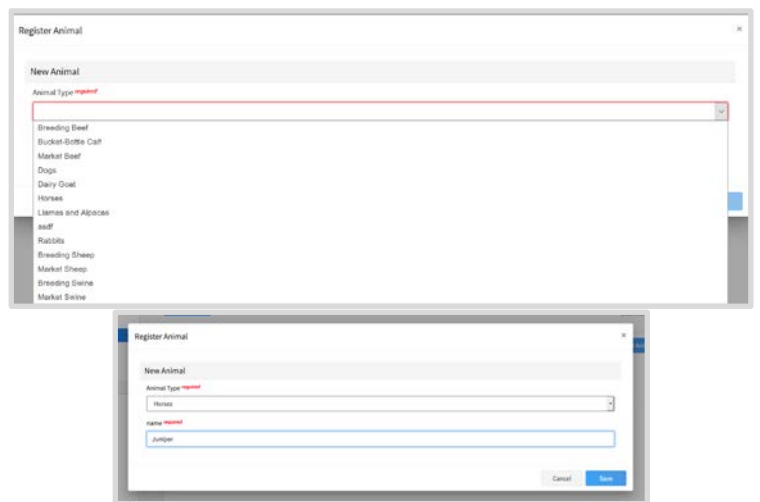 Register Animal ×
New Animal
Animal Type required
Breeding Beef
Bucket-Bottle Calf
Market Beef
Dogs
Dairy Goat
Horses
Llamas and Alpacas
asdf
Rabbits
Breeding Sheep
Market Sheep
Breeding Swine
Market Swine
Register Animal ×
New Animal
Animal Type required
Horses
name required
Juniper
Cancel Save